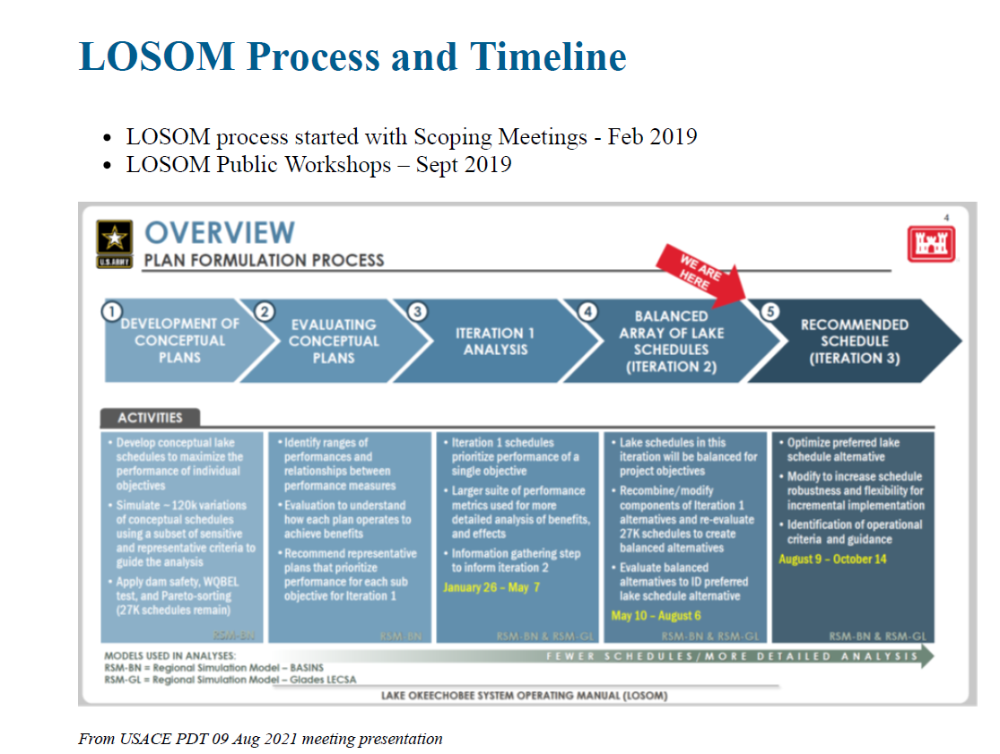 LOSOM Process and Timeline
• LOSOM process started with Scoping Meetings - Feb 2019
• LOSOM Public Workshops – Sept 2019
4
U.S.ARMY
OVERVIEW
PLAN FORMULATION PROCESS
WE ARE
HERE
1
DEVELOPMENT OF
CONCEPTUAL
PLANS
2
EVALUATING
CONCEPTUAL
PLANS
3
ITERATION 1
ANALYSIS
4
BALANCED
ARRAY OF LAKE
SCHEDULES
(ITERATION 2)
5
RECOMMENDED
SCHEDULE
(ITERATION 3)
ACTIVITIES
• Develop conceptual lake
schedules to maximize the
performance of individual
objectives
• Simulate ~120k variations
of conceptual schedules
using a subset of sensitive
and representative criteria to
guide the analysis
• Apply dam safety, WQBEL
test, and Pareto-sorting
(27K schedules remain)
RSM-BN
• Identify ranges of
performances and
relationships between
performance measures
• Evaluation to understand
how each plan operates to
achieve benefits
• Recommend representative
plans that prioritize
performance for each sub
objective for Iteration 1
RSM-BN
• Iteration 1 schedules
prioritize performance of a
single objective
• Larger suite of performance
metrics used for more
detailed analysis of benefits,
and effects
• Information gathering step
to inform iteration 2
January 26 – May 7
RSM-BN & RSM-GL
• Lake schedules in this
iteration will be balanced for
project objectives
• Recombine/modify
components of Iteration 1
alternatives and re-evaluate
27K schedules to create
balanced alternatives
• Evaluate balanced
alternatives to ID preferred
lake schedule alternative
May 10 – August 6
RSM-BN & RSM-GL
• Optimize preferred lake
schedule alternative
• Modify to increase schedule
robustness and flexibility for
incremental implementation
• Identification of operational
criteria and guidance
August 9 – October 14
RSM-BN & RSM-GL
FEWER SCHEDULES/MORE DETAILED ANALYSIS
MODELS USED IN ANALYSES:
RSM-BN = Regional Simulation Model – BASINS
RSM-GL = Regional Simulation Model – Glades LECSA
LAKE OKEECHOBEE SYSTEM OPERATING MANUAL (LOSOM)
From USACE PDT 09 Aug 2021 meeting presentation